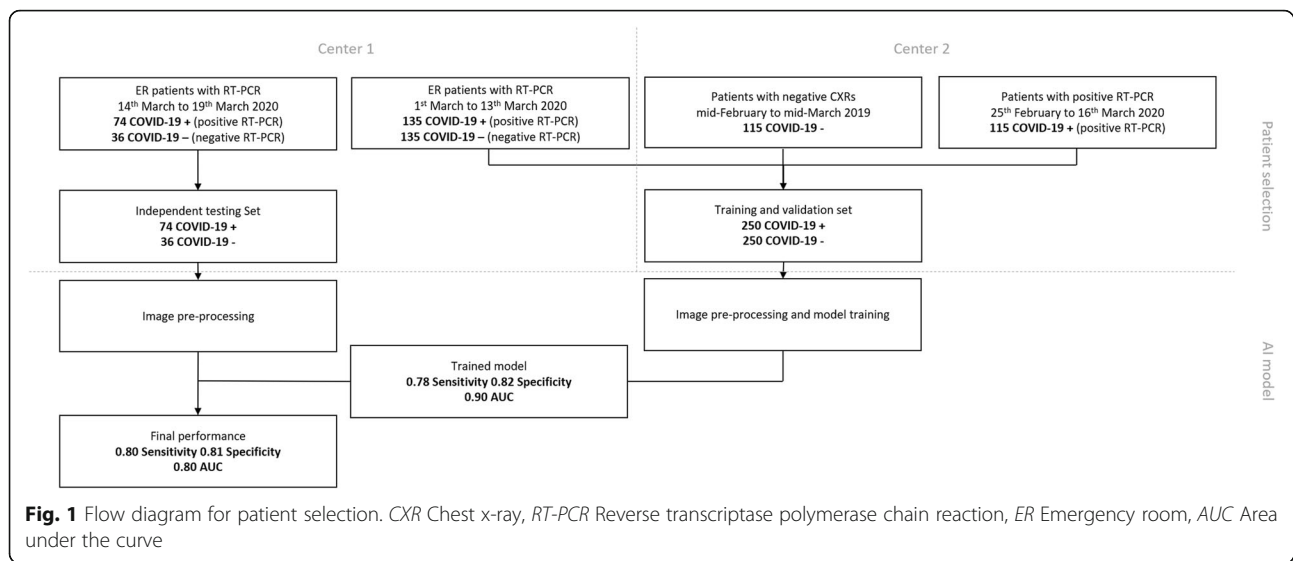 Center 1
Center 2
ER patients with RT-PCR
14th March to 19th March 2020
74 COVID-19 + (positive RT-PCR)
36 COVID-19 – (negative RT-PCR)
ER patients with RT-PCR
1st March to 13th March 2020
135 COVID-19 + (positive RT-PCR)
135 COVID-19 – (negative RT-PCR)
Patients with negative CXRs
mid-February to mid-March 2019
115 COVID-19 -
Patients with positive RT-PCR
25th February to 16th March 2020
115 COVID-19 + (positive RT-PCR)
Patient selection
Independent testing Set
74 COVID-19 +
36 COVID-19 -
Training and validation set
250 COVID-19 +
250 COVID-19 -
Image pre-processing
Image pre-processing and model training
Trained model
0.78 Sensitivity 0.82 Specificity
0.90 AUC
AI model
Final performance
0.80 Sensitivity 0.81 Specificity
0.80 AUC
Fig. 1 Flow diagram for patient selection. CXR Chest x-ray, RT-PCR Reverse transcriptase polymerase chain reaction, ER Emergency room, AUC Area
under the curve